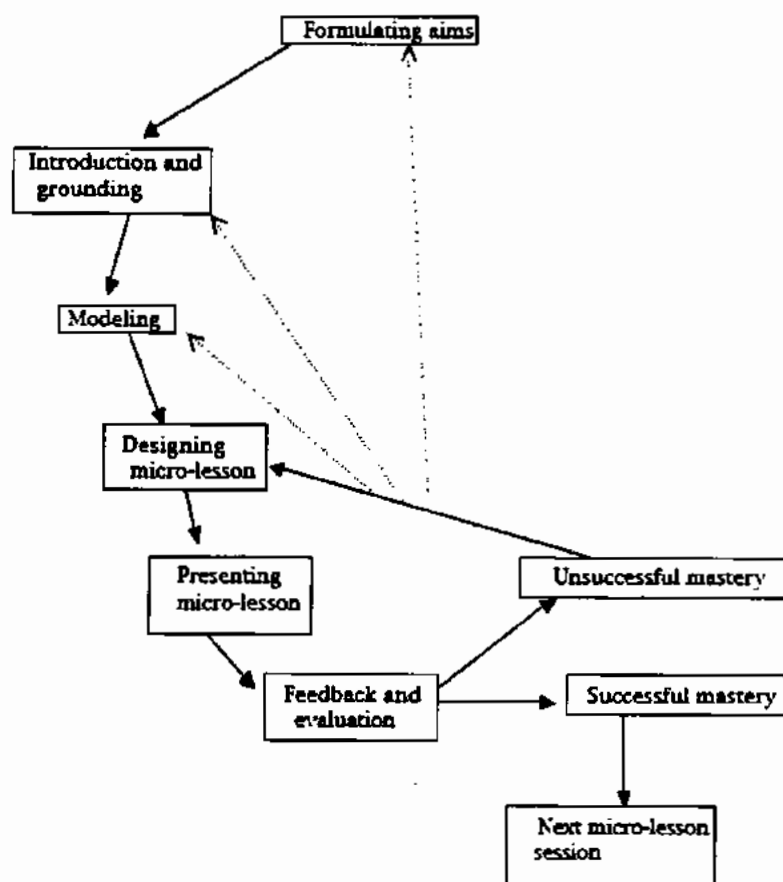 Formulating aims
Introduction and
grounding
Modeling
Designing
micro-lesson
Presenting
micro-lesson
Unsuccessful mastery
Feedback and
evaluation
Successful mastery
Next micro-lesson
session